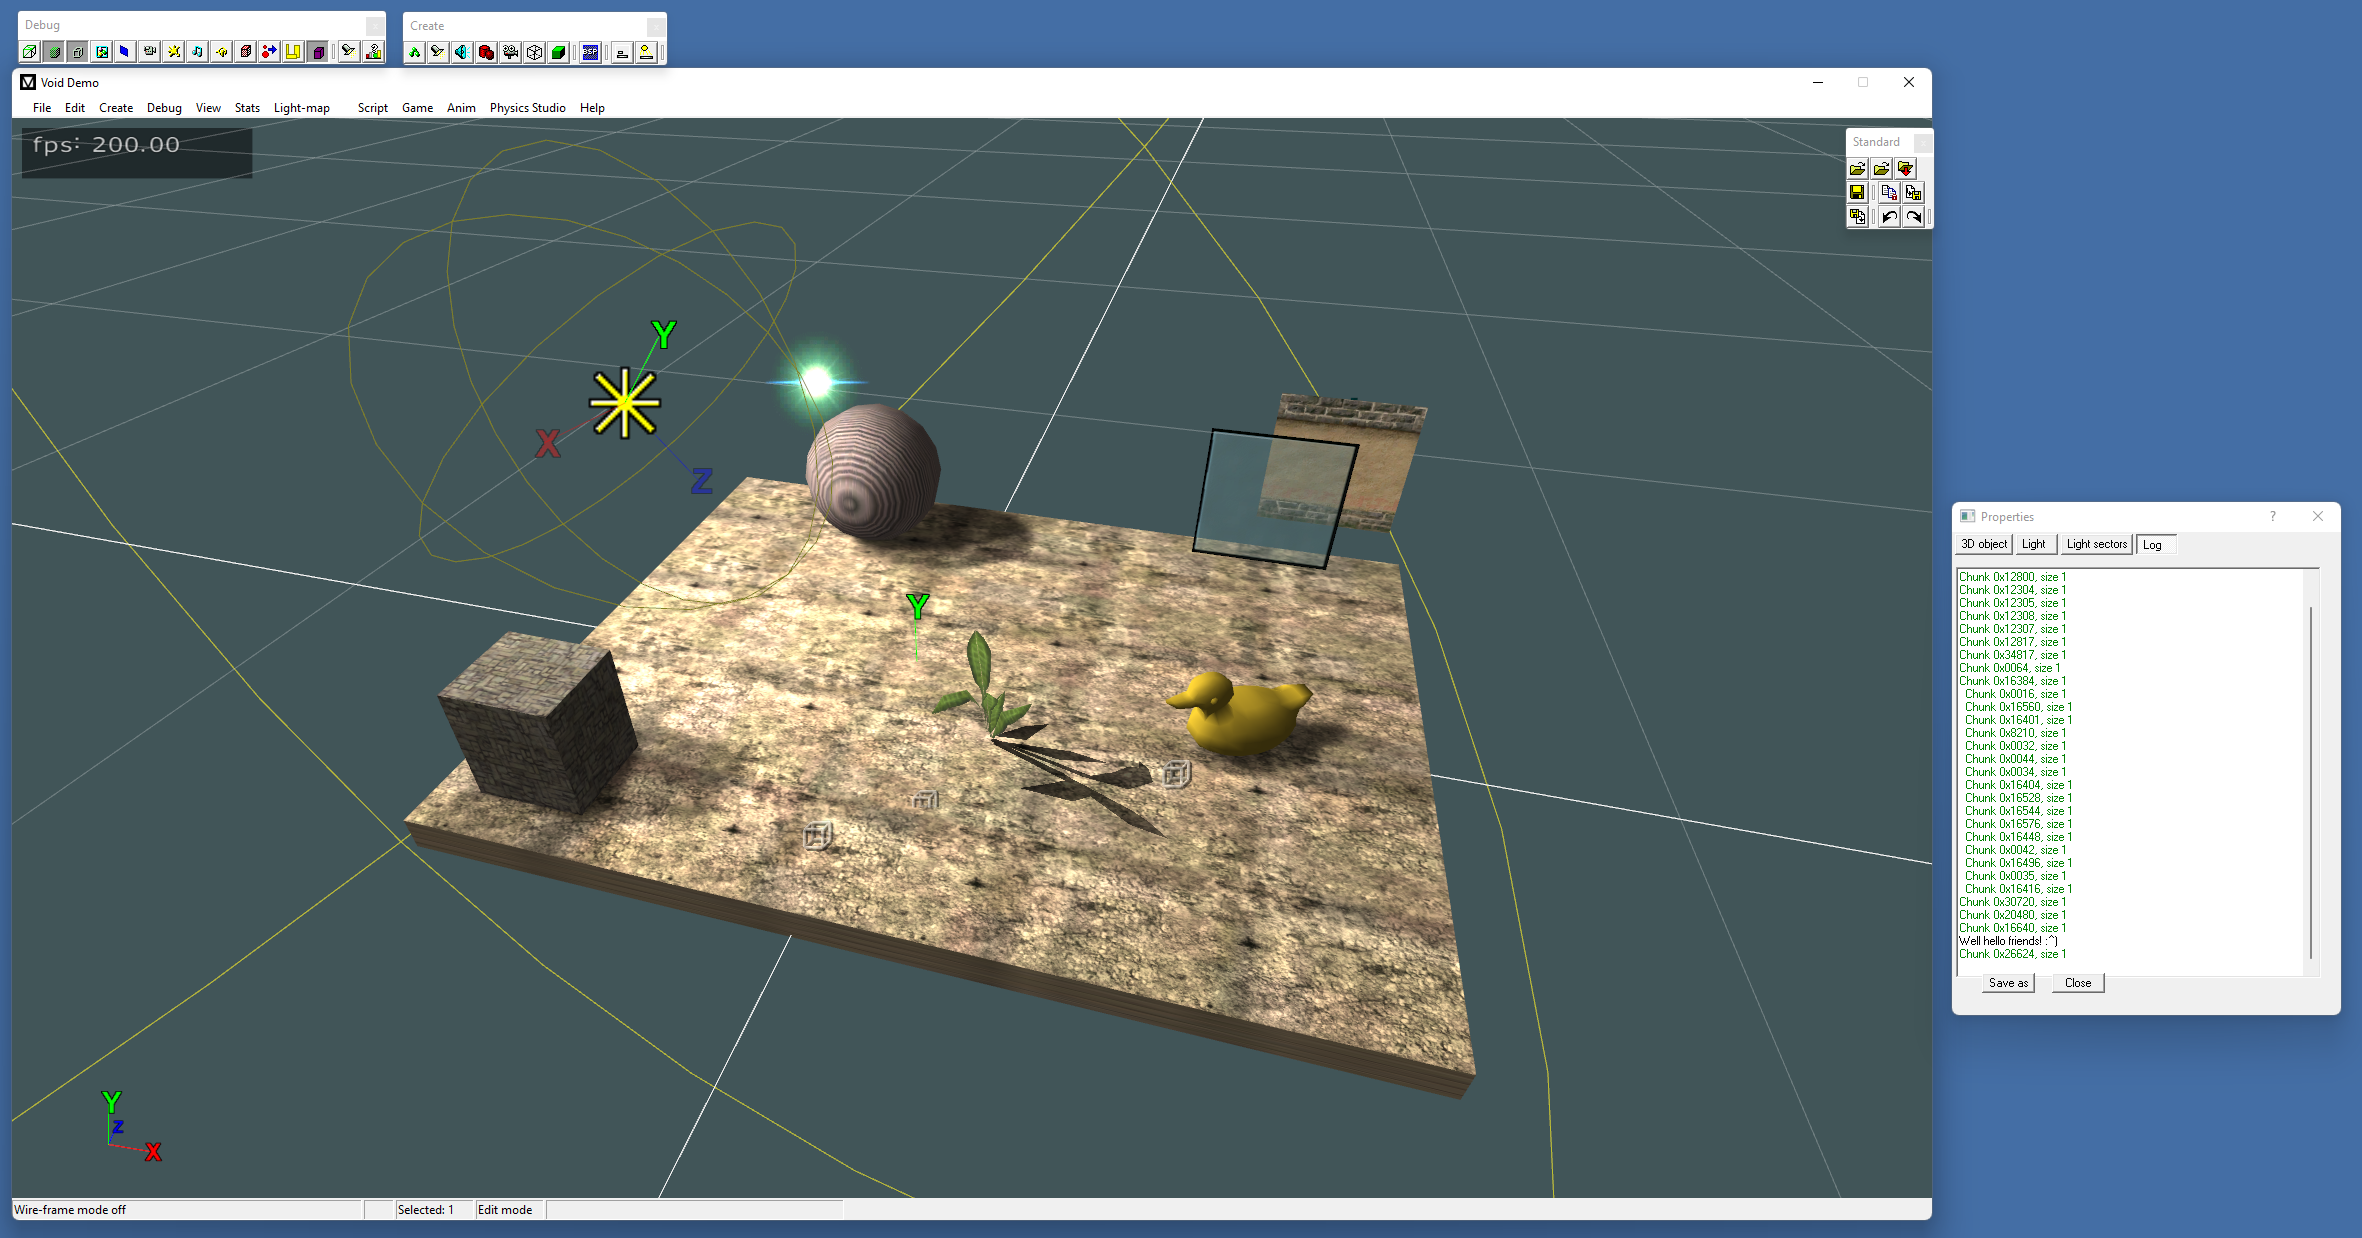 Debug
Create
BSP
Void Demo
File Edit Create Debug View Stats Light-map Script Game Anim Physics Studio Help
fps: 200.00
Standard
Y
X
Z
Y
Y
Z
X
Properties
3D object Light Light sectors Log
Chunk 0x12800, size 1
Chunk 0x12304, size 1
Chunk 0x12305, size 1
Chunk 0x12308, size 1
Chunk 0x12307, size 1
Chunk 0x12817, size 1
Chunk 0x34817, size 1
Chunk 0x0064, size 1
Chunk 0x16384, size 1
Chunk 0x0016, size 1
Chunk 0x16560, size 1
Chunk 0x16401, size 1
Chunk 0x8210, size 1
Chunk 0x0032, size 1
Chunk 0x0044, size 1
Chunk 0x0034, size 1
Chunk 0x16404, size 1
Chunk 0x16528, size 1
Chunk 0x16544, size 1
Chunk 0x16576, size 1
Chunk 0x16448, size 1
Chunk 0x0042, size 1
Chunk 0x16496, size 1
Chunk 0x0035, size 1
Chunk 0x16416, size 1
Chunk 0x30720, size 1
Chunk 0x20480, size 1
Chunk 0x16640, size 1
Well hello friends! :^)
Chunk 0x26624, size 1
Save as Close
Wire-frame mode off Selected: 1 Edit mode